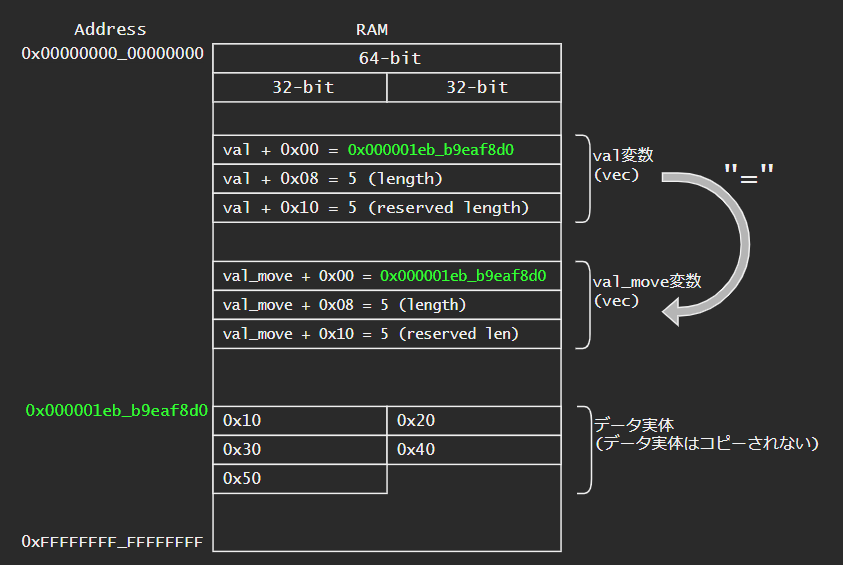 Address
RAM
0x00000000_00000000
64-bit
32-bit
32-bit
val + 0x00 = 0x000001eb_b9eaf8d0
val + 0x08 = 5 (length)
val + 0x10 = 5 (reserved length)
val変数
(vec)
"="
val_move + 0x00 = 0x000001eb_b9eaf8d0
val_move + 0x08 = 5 (length)
val_move + 0x10 = 5 (reserved len)
val_move変数
(vec)
0x000001eb_b9eaf8d0
0x10
0x20
0x30
0x40
0x50
データ実体
(データ実体はコピーされない)
0xFFFFFFFF_FFFFFFFF